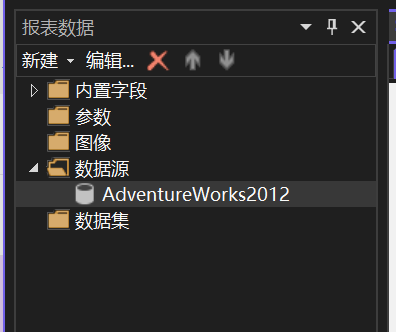 报表数据
新建 编辑...
内置字段
参数
图像
数据源
AdventureWorks2012
数据集